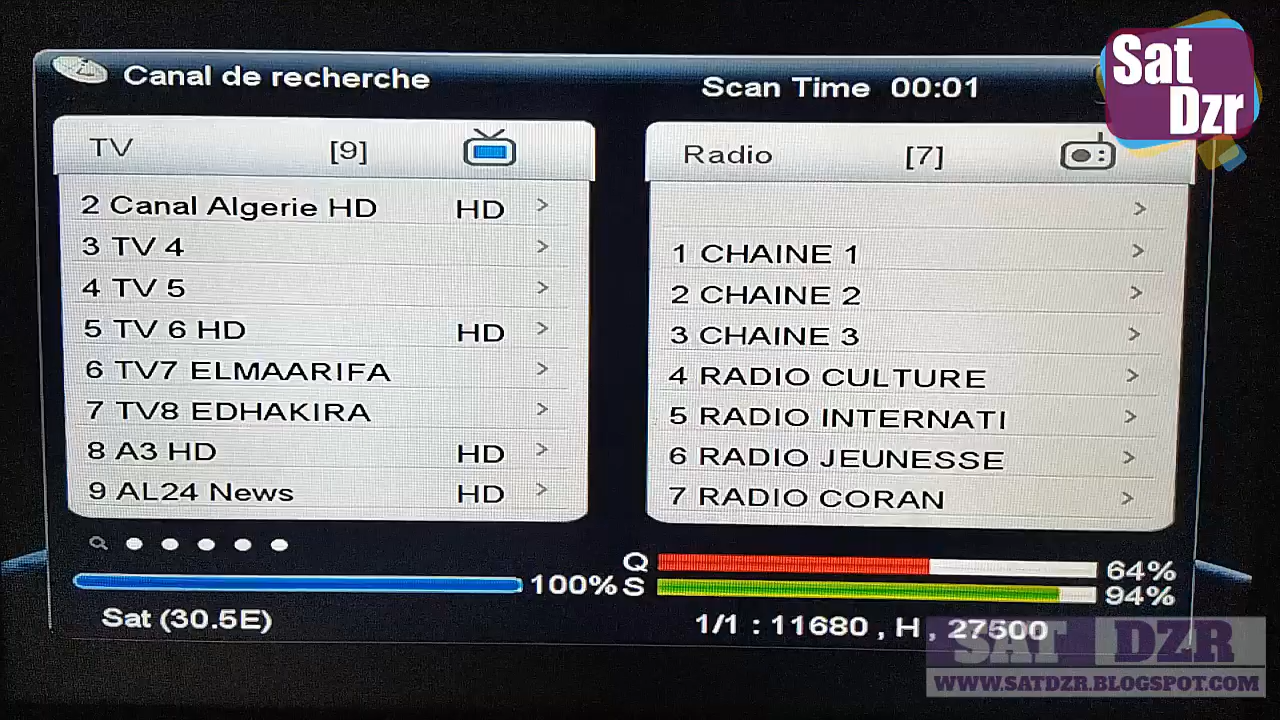 Canal de recherche
Scan Time 00:01
Sat
Dzr
TV [9]
2 Canal Algerie HD HD >
3 TV 4 >
4 TV 5 >
5 TV 6 HD HD >
6 TV7 ELMAARIFA >
7 TV8 EDHAKIRA >
8 A3 HD HD >
9 AL24 News HD >
Radio [7]
>
1 CHAINE 1 >
2 CHAINE 2 >
3 CHAINE 3 >
4 RADIO CULTURE >
5 RADIO INTERNATI >
6 RADIO JEUNESSE >
7 RADIO CORAN >
100%
Q 64%
S 94%
Sat (30.5E)
1/1 : 11680 , H , 27500
SAT DZR
WWW.SATDZR.BLOGSPOT.COM